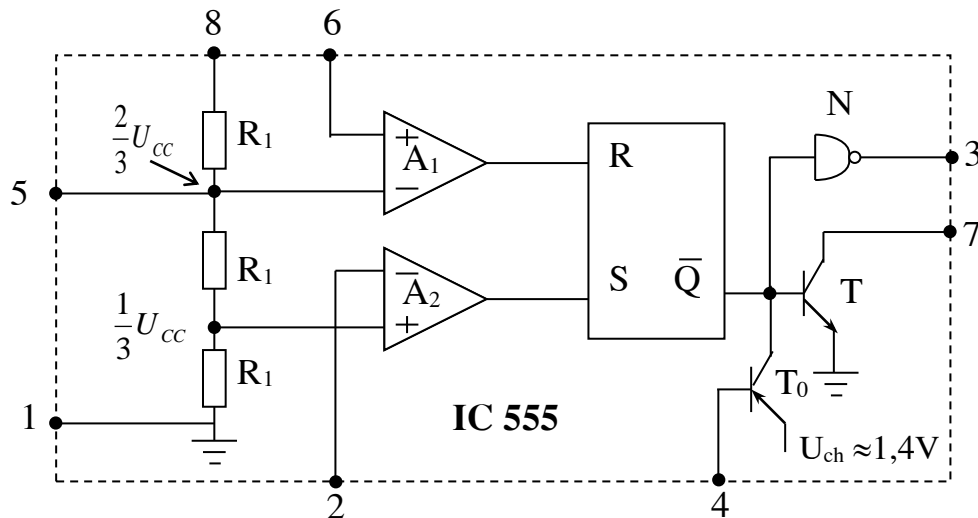 8
6
N
2/3 U_CC
R₁
+
A₁
−
R
3
5
7
R₁
−
A₂
+
S
Q̅
T
1/3 U_CC
R₁
T₀
1
IC 555
U_ch ≈1,4V
2
4